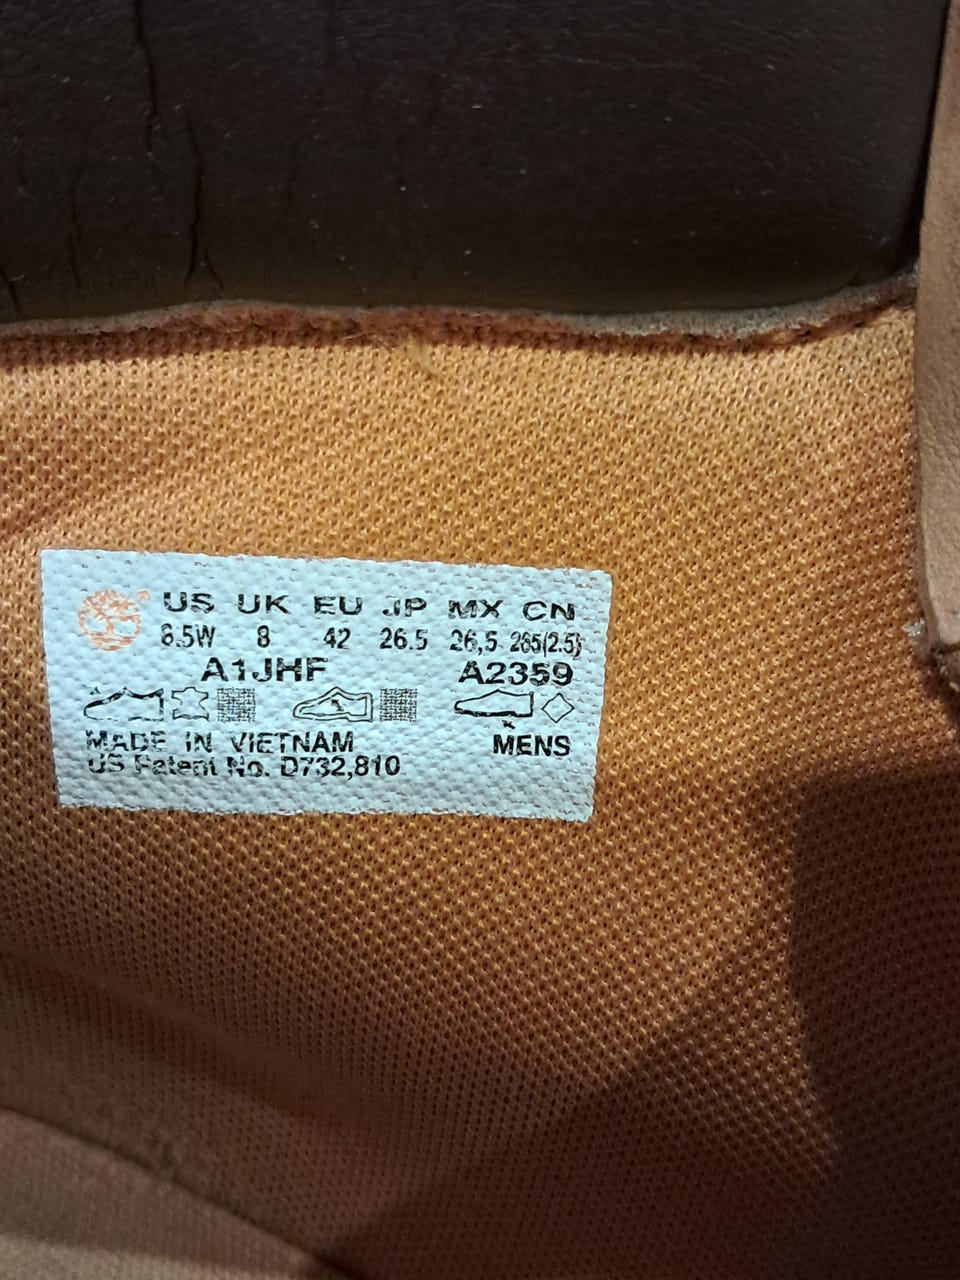 US UK EU JP MX CN
8.5W 8 42 26.5 26,5 265(2.5)
A1JHF A2359
MADE IN VIETNAM MENS
US Patent No. D732,810